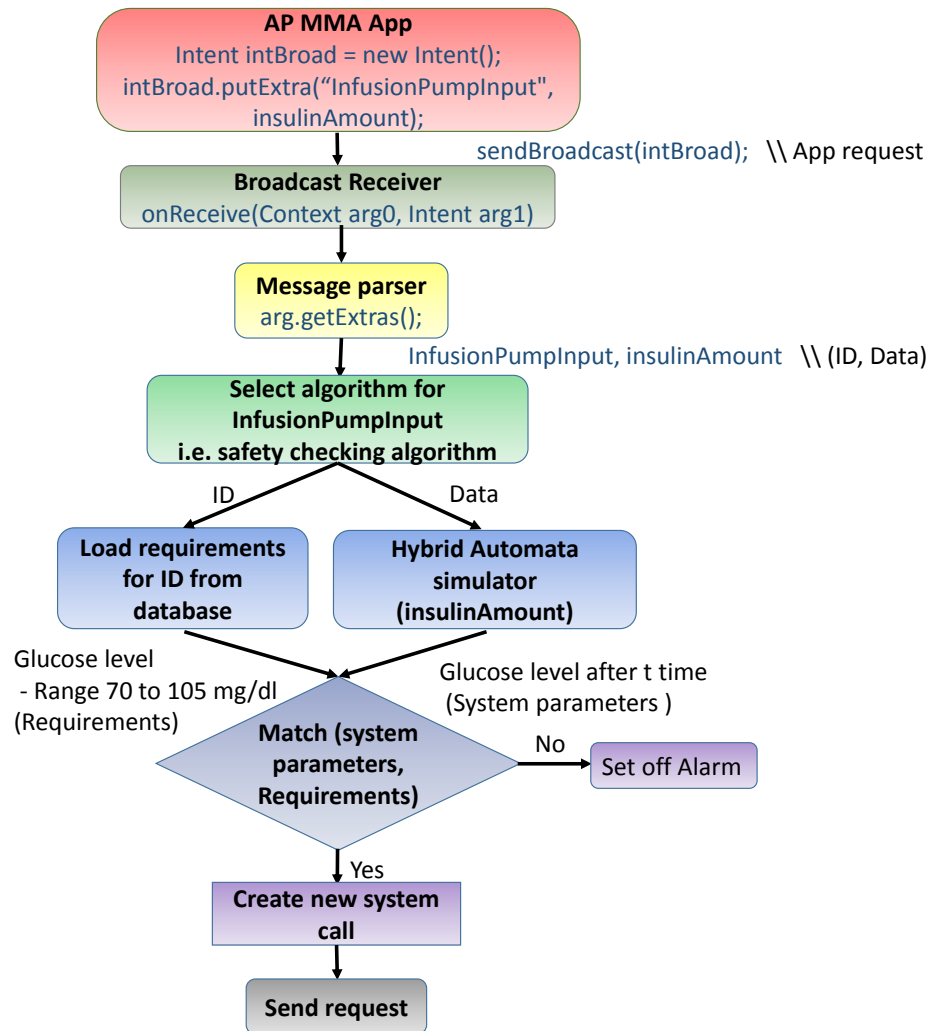 AP MMA App
Intent intBroad = new Intent();
intBroad.putExtra(“InfusionPumpInput",
insulinAmount);
sendBroadcast(intBroad); \\ App request
Broadcast Receiver
onReceive(Context arg0, Intent arg1)
Message parser
arg.getExtras();
InfusionPumpInput, insulinAmount \\ (ID, Data)
Select algorithm for
InfusionPumpInput
i.e. safety checking algorithm
ID
Data
Load requirements
for ID from
database
Hybrid Automata
simulator
(insulinAmount)
Glucose level
- Range 70 to 105 mg/dl
(Requirements)
Glucose level after t time
(System parameters )
Match (system
parameters,
Requirements)
No
Set off Alarm
Yes
Create new system
call
Send request